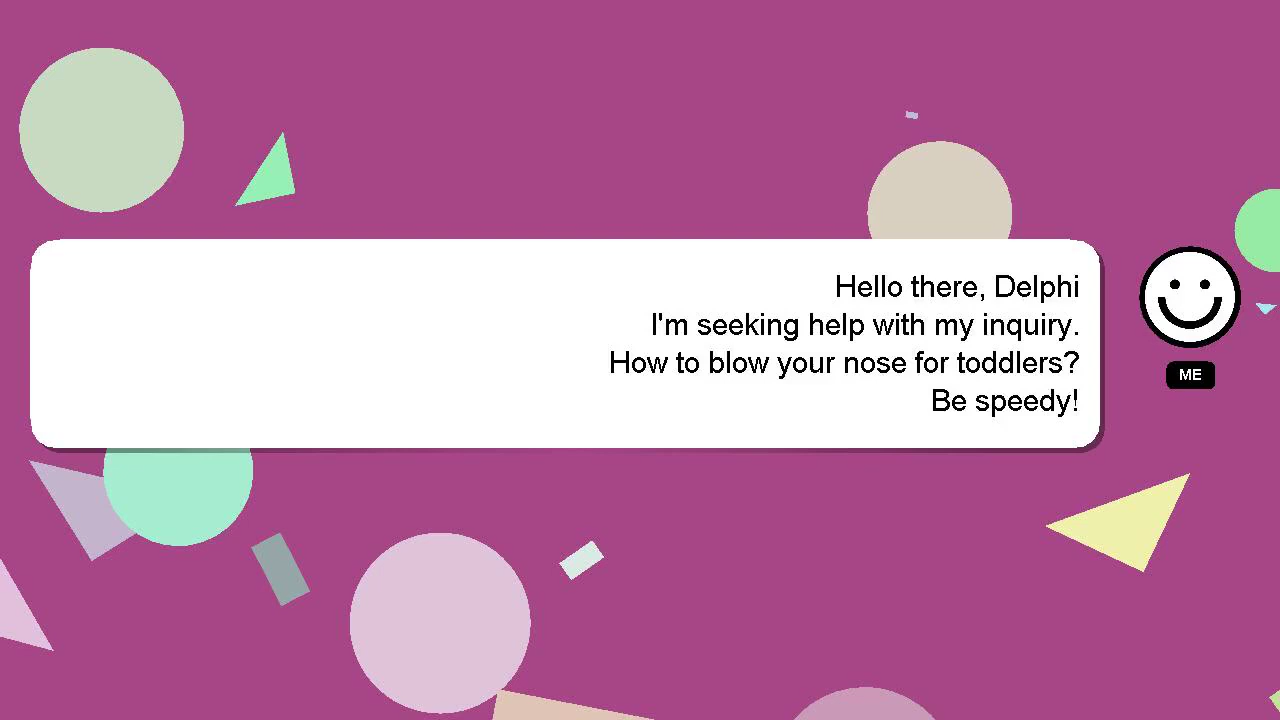 Hello there, Delphi
I'm seeking help with my inquiry.
How to blow your nose for toddlers?
Be speedy!
ME